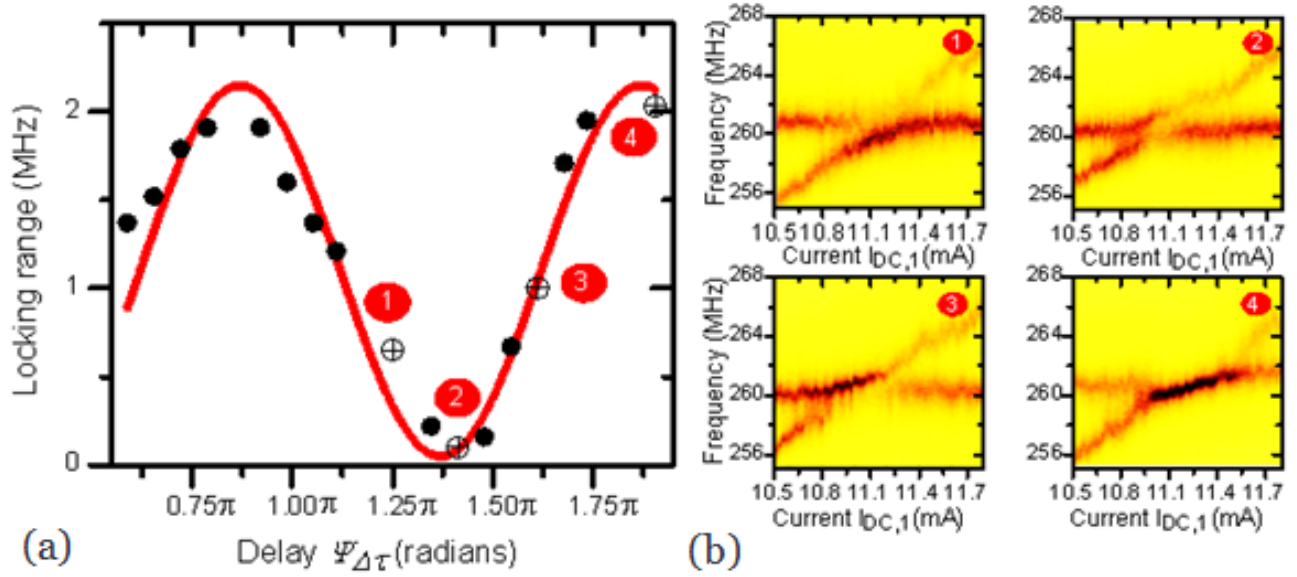 Locking range (MHz)
2
1
0
1
2
3
4
0.75π 1.00π 1.25π 1.50π 1.75π
(a)
Delay ΨΔτ(radians)
Frequency (MHz)
268
264
260
256
1
10.5 10.8 11.1 11.4 11.7
Current IDC,1(mA)
268
264
260
256
2
10.5 10.8 11.1 11.4 11.7
Current IDC,1(mA)
Frequency (MHz)
268
264
260
256
3
10.5 10.8 11.1 11.4 11.7
Current IDC,1(mA)
268
264
260
256
4
10.5 10.8 11.1 11.4 11.7
Current IDC,1(mA)
(b)